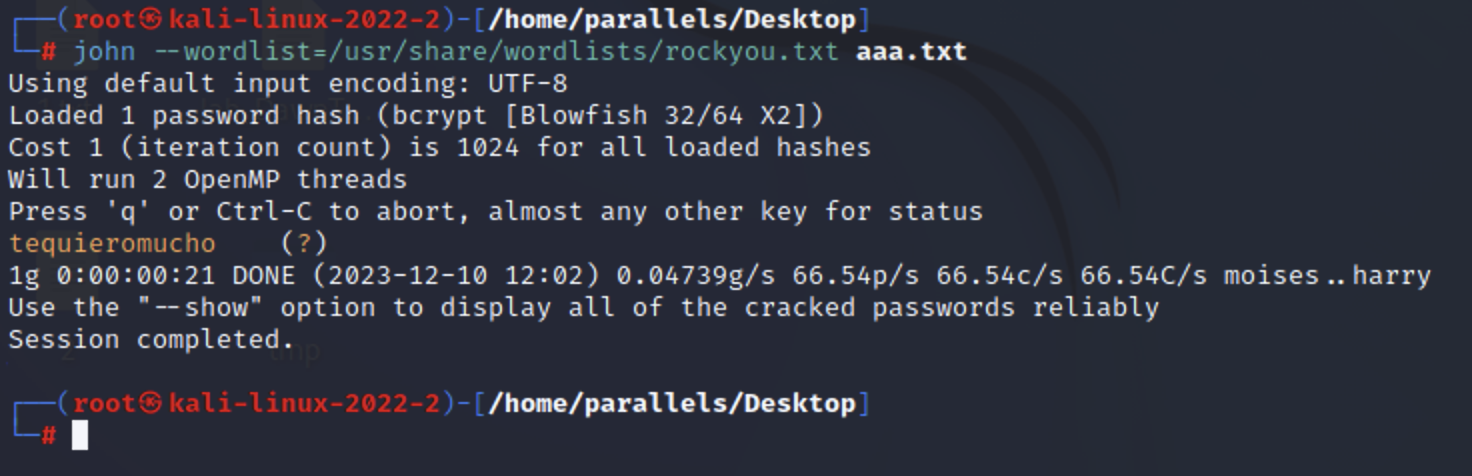 ┌──(root㉿kali-linux-2022-2)-[/home/parallels/Desktop]
└─# john --wordlist=/usr/share/wordlists/rockyou.txt aaa.txt
Using default input encoding: UTF-8
Loaded 1 password hash (bcrypt [Blowfish 32/64 X2])
Cost 1 (iteration count) is 1024 for all loaded hashes
Will run 2 OpenMP threads
Press 'q' or Ctrl-C to abort, almost any other key for status
tequieromucho    (?)
1g 0:00:00:21 DONE (2023-12-10 12:02) 0.04739g/s 66.54p/s 66.54c/s 66.54C/s moises..harry
Use the "--show" option to display all of the cracked passwords reliably
Session completed.
┌──(root㉿kali-linux-2022-2)-[/home/parallels/Desktop]
└─#